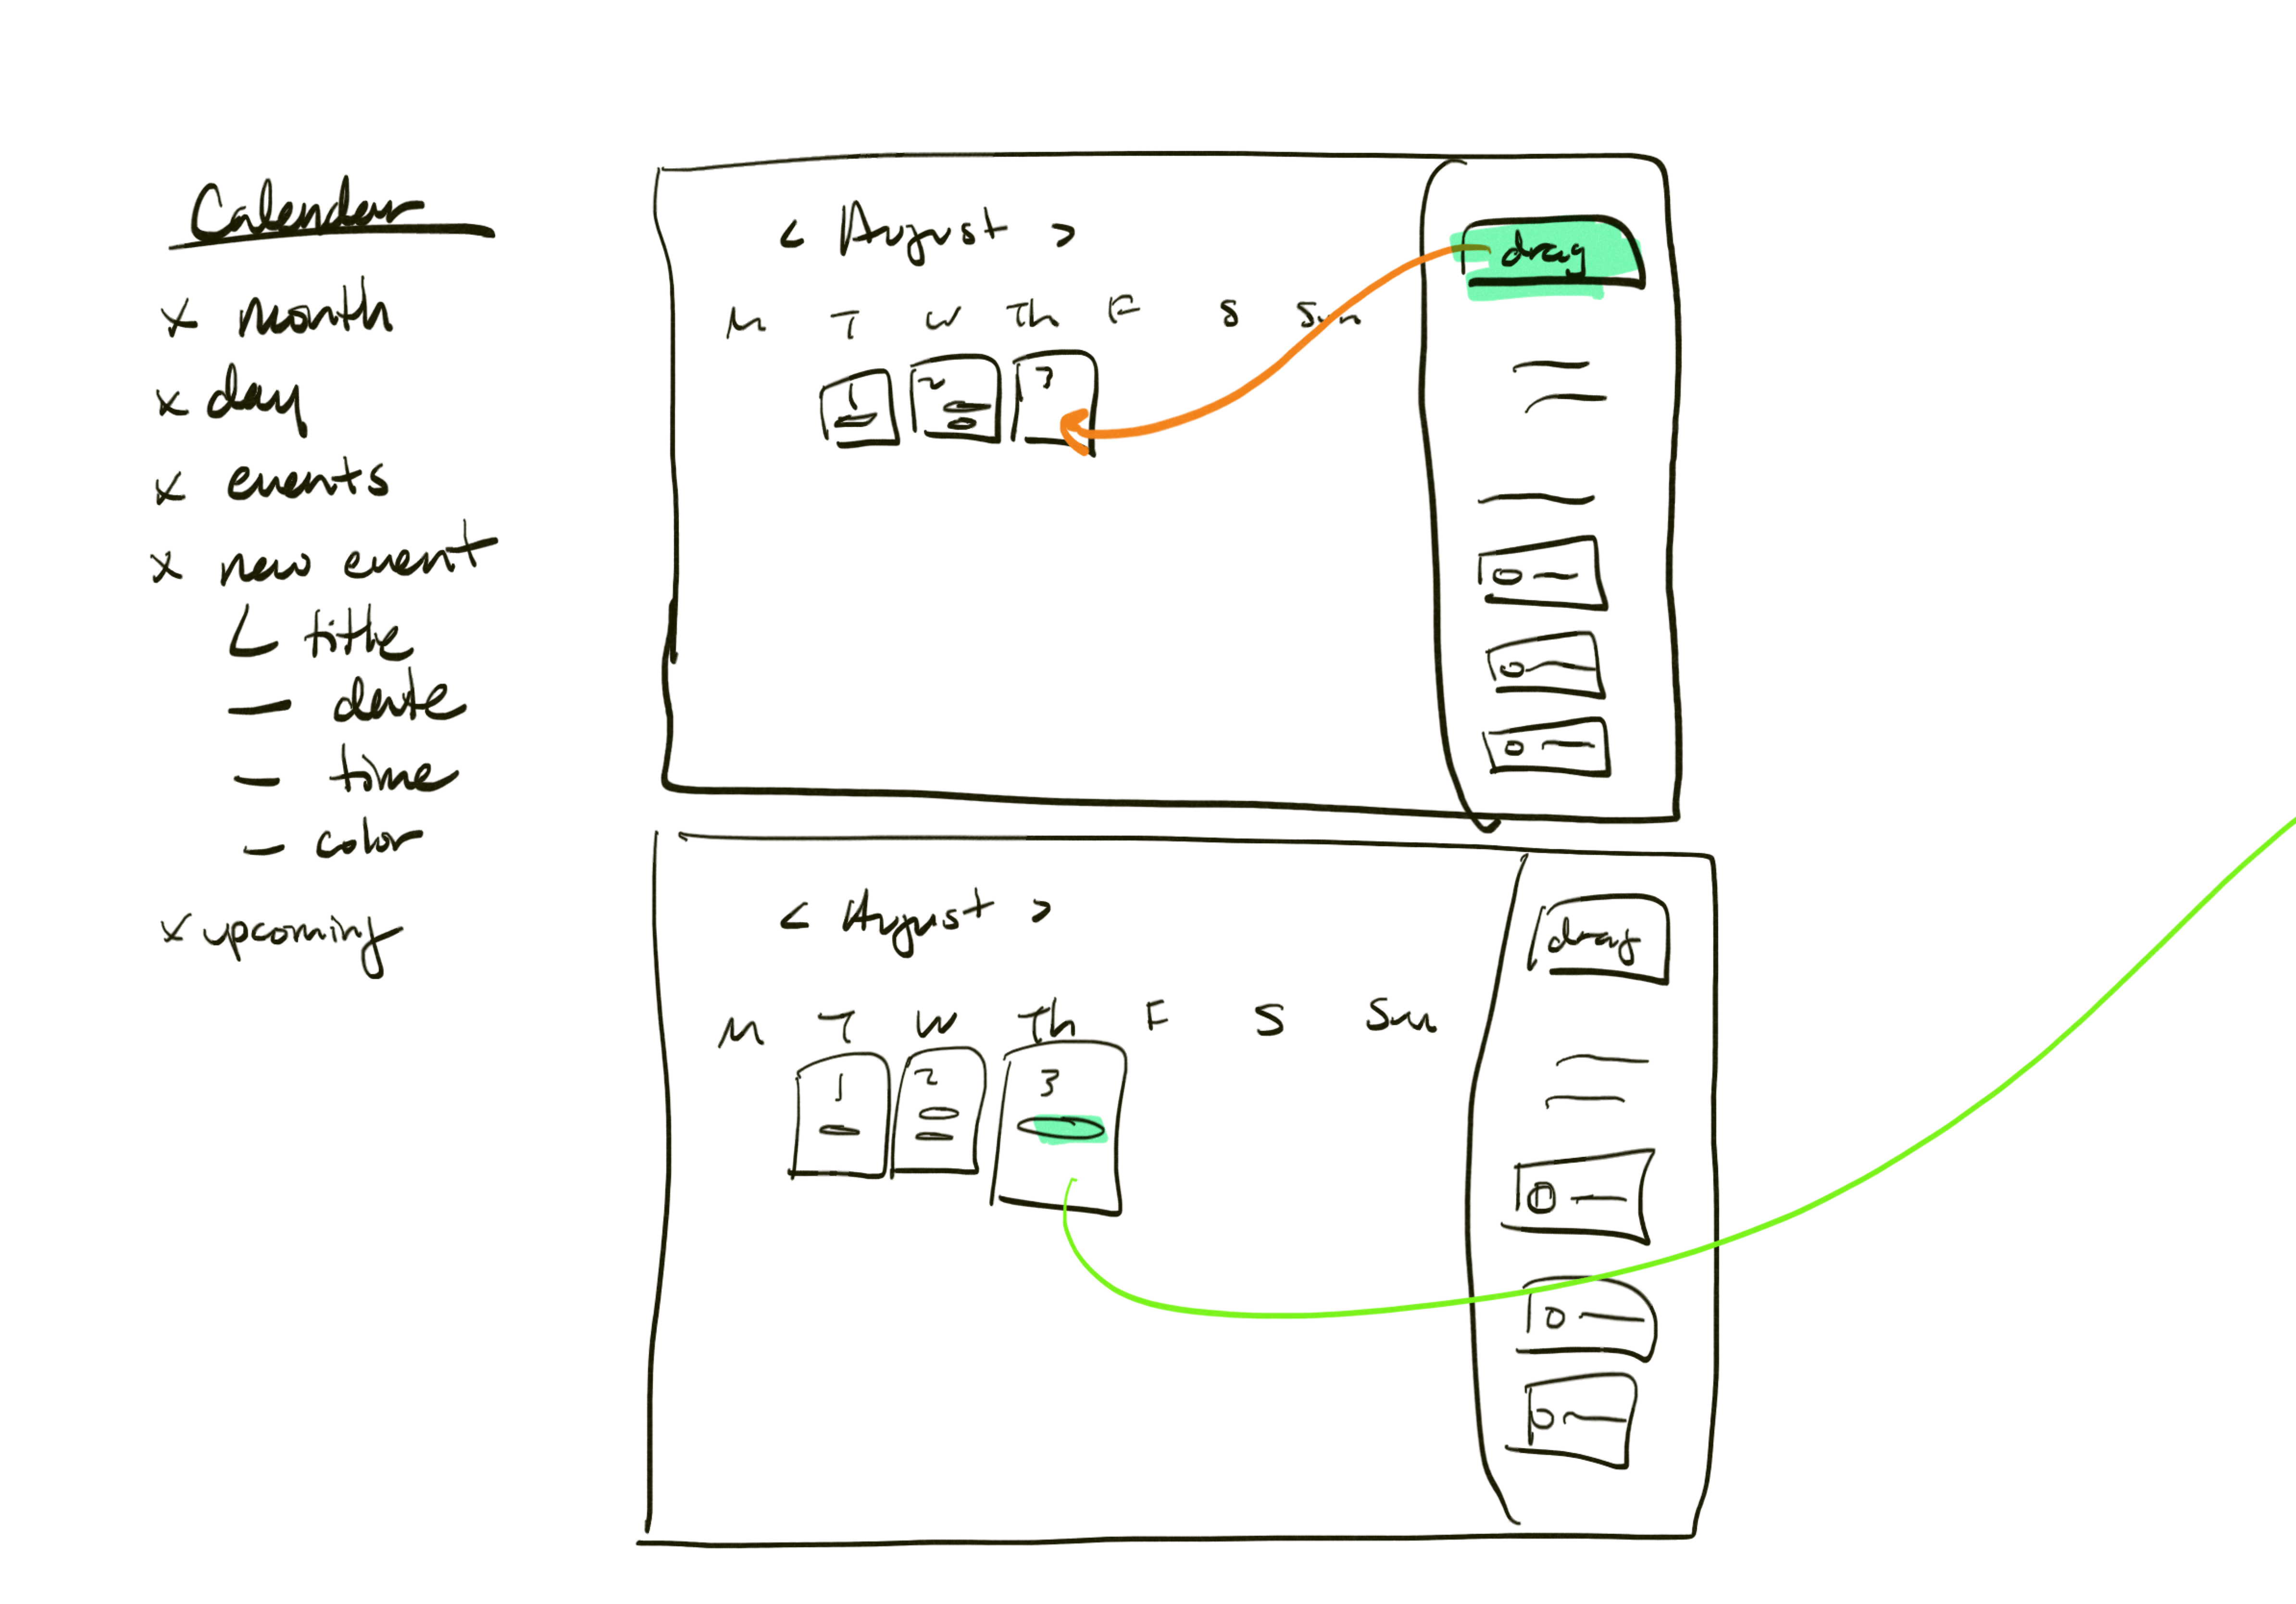 Calendar
x month
x day
x events
x new event
title
- date
- time
- color
x upcoming
< August >
M T W Th F S Sun
1 2 3
drag
< August >
M T W Th F S Sun
1 2 3
drag